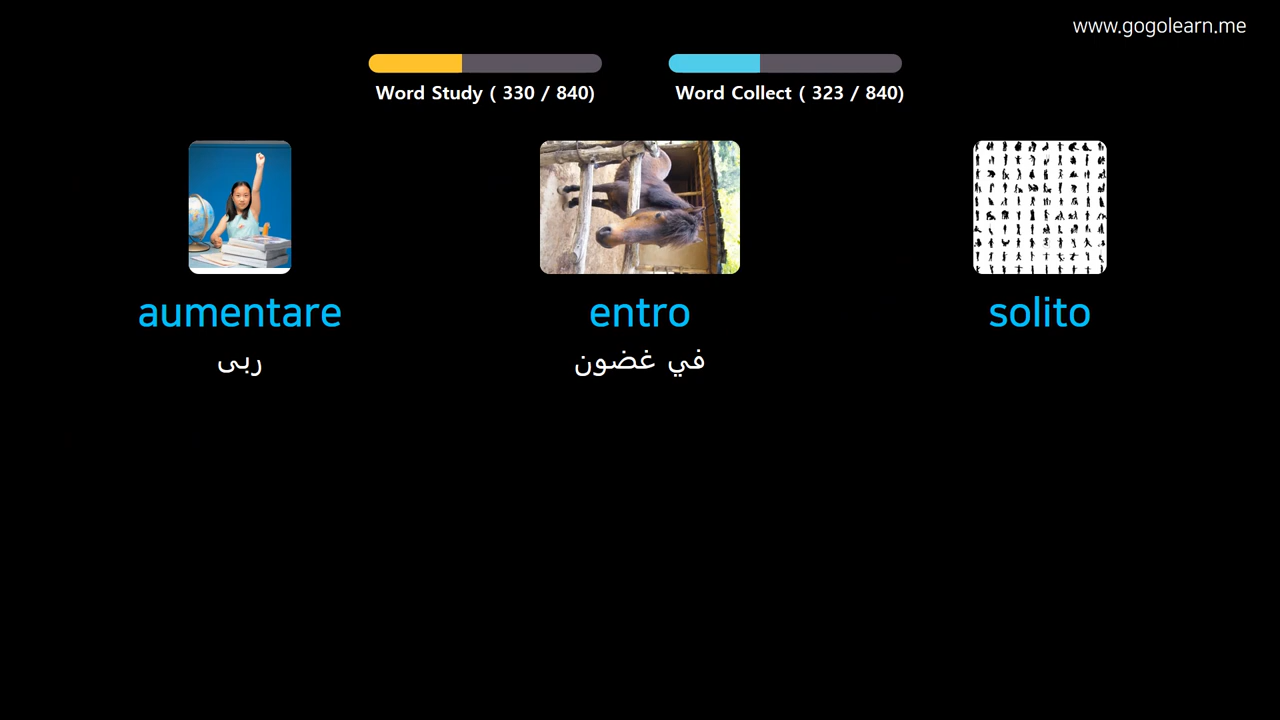 www.gogolearn.me
Word Study ( 330 / 840)
Word Collect ( 323 / 840)
aumentare
ربى
entro
في غضون
solito